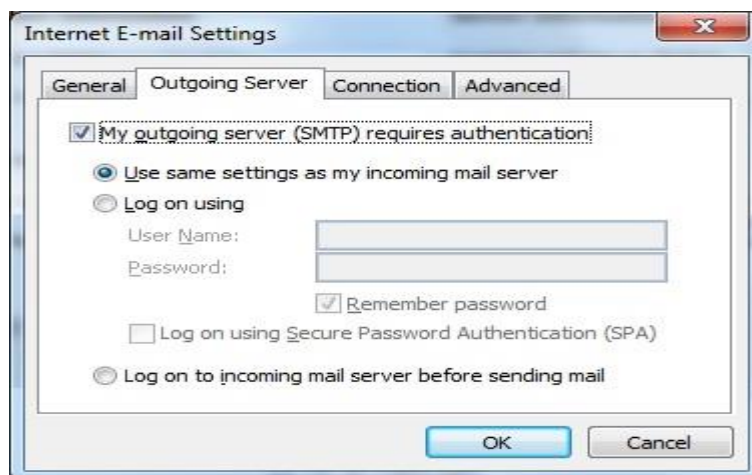 Internet E-mail Settings
General Outgoing Server Connection Advanced
My outgoing server (SMTP) requires authentication
Use same settings as my incoming mail server
Log on using
User Name:
Password:
Remember password
Log on using Secure Password Authentication (SPA)
Log on to incoming mail server before sending mail
OK Cancel